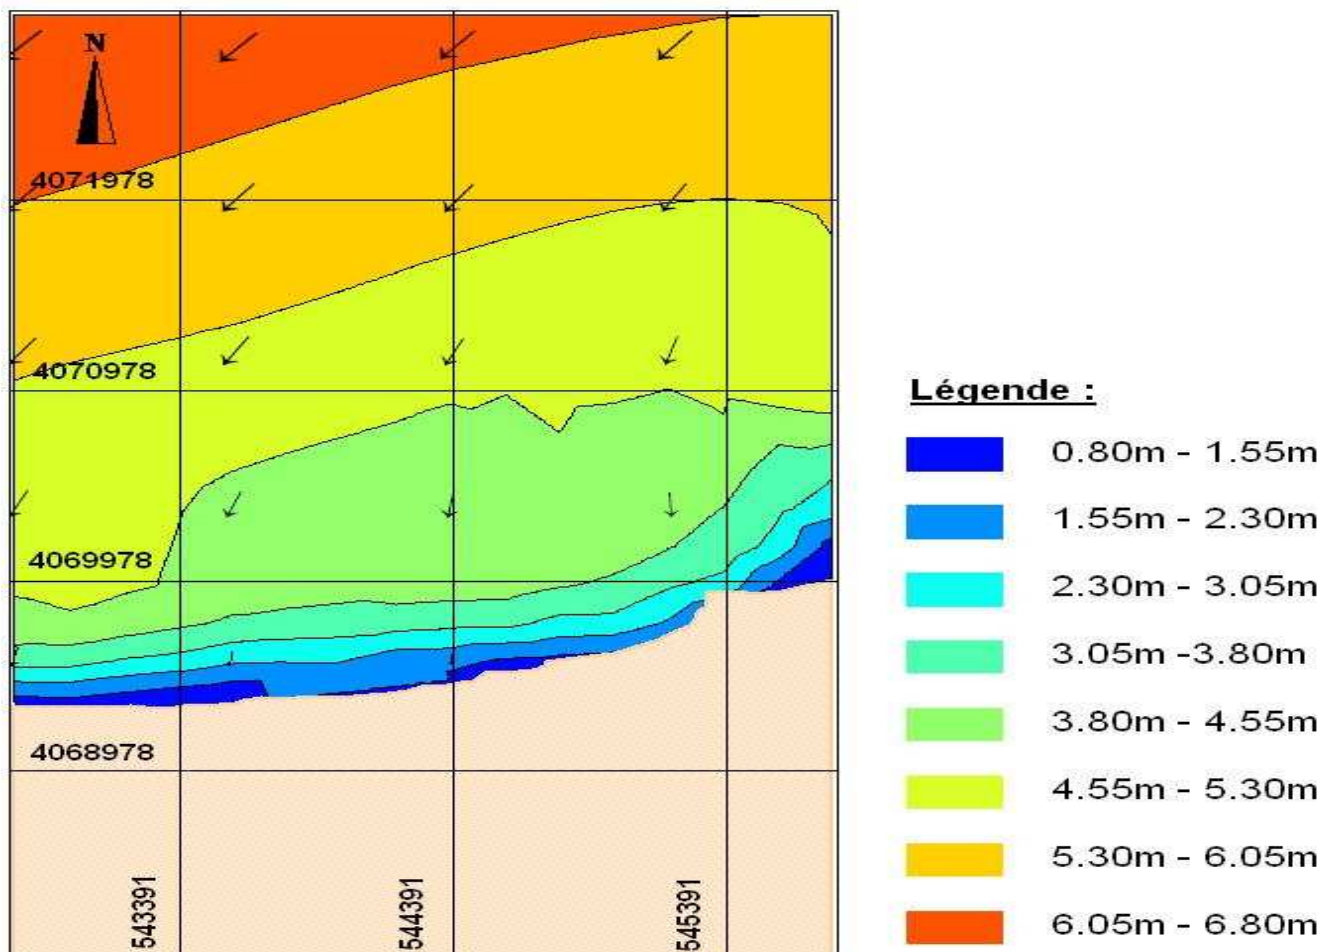 N
4071978
4070978
4069978
4068978
543391
544391
545391
Légende :
0.80m - 1.55m
1.55m - 2.30m
2.30m - 3.05m
3.05m -3.80m
3.80m - 4.55m
4.55m - 5.30m
5.30m - 6.05m
6.05m - 6.80m